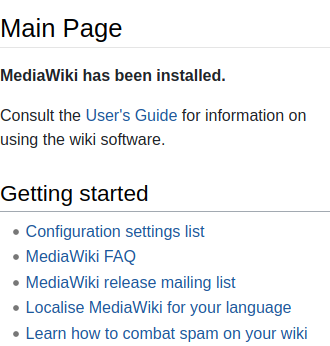 Main Page
MediaWiki has been installed.
Consult the User's Guide for information on
using the wiki software.
Getting started
Configuration settings list
MediaWiki FAQ
MediaWiki release mailing list
Localise MediaWiki for your language
Learn how to combat spam on your wiki